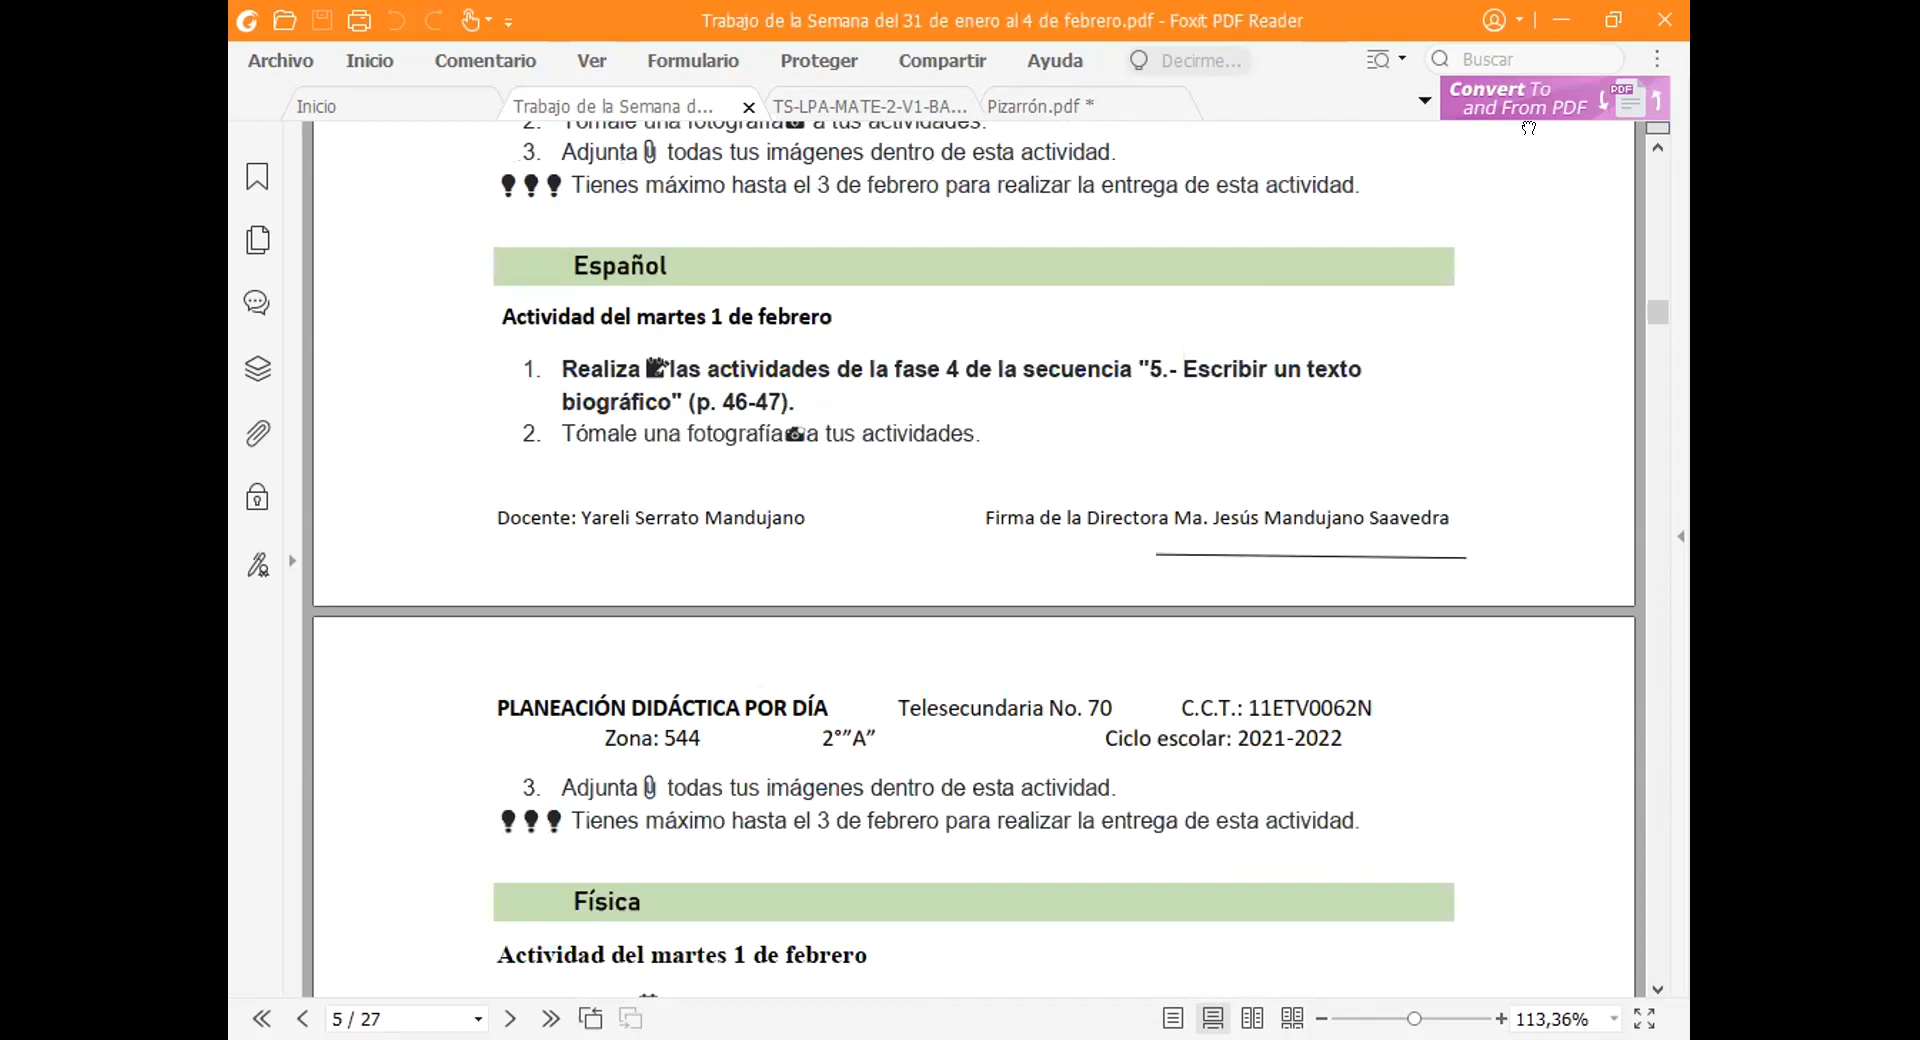 Trabajo de la Semana del 31 de enero al 4 de febrero.pdf - Foxit PDF Reader
Archivo Inicio Comentario Ver Formulario Proteger Compartir Ayuda Decirme... Buscar
Inicio Trabajo de la Semana d... TS-LPA-MATE-2-V1-BA... Pizarrón.pdf *
Convert To
and From PDF
PDF
2. Tómale una fotografía a tus actividades.
3. Adjunta todas tus imágenes dentro de esta actividad.
Tienes máximo hasta el 3 de febrero para realizar la entrega de esta actividad.
Español
Actividad del martes 1 de febrero
1. Realiza las actividades de la fase 4 de la secuencia "5.- Escribir un texto
biográfico" (p. 46-47).
2. Tómale una fotografía a tus actividades.
Docente: Yareli Serrato Mandujano Firma de la Directora Ma. Jesús Mandujano Saavedra
PLANEACIÓN DIDÁCTICA POR DÍA Telesecundaria No. 70 C.C.T.: 11ETV0062N
Zona: 544 2°”A” Ciclo escolar: 2021-2022
3. Adjunta todas tus imágenes dentro de esta actividad.
Tienes máximo hasta el 3 de febrero para realizar la entrega de esta actividad.
Física
Actividad del martes 1 de febrero
5 / 27 113,36%